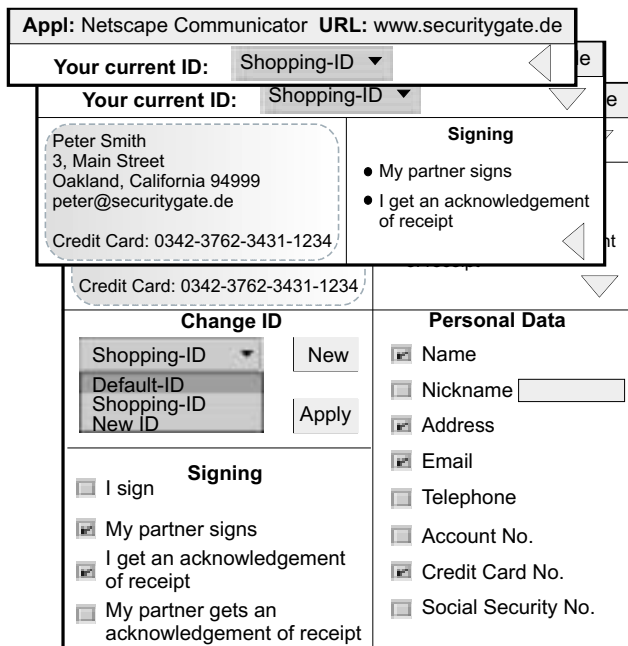 Appl: Netscape Communicator URL: www.securitygate.de
Your current ID: Shopping-ID
e
Your current ID: Shopping-ID
e
Peter Smith
3, Main Street
Oakland, California 94999
peter@securitygate.de
Credit Card: 0342-3762-3431-1234
Signing
My partner signs
I get an acknowledgement
of receipt
nt
Credit Card: 0342-3762-3431-1234
Change ID
Shopping-ID
New
Default-ID
Shopping-ID
New ID
Apply
Signing
I sign
My partner signs
I get an acknowledgement
of receipt
My partner gets an
acknowledgement of receipt
Personal Data
Name
Nickname
Address
Email
Telephone
Account No.
Credit Card No.
Social Security No.